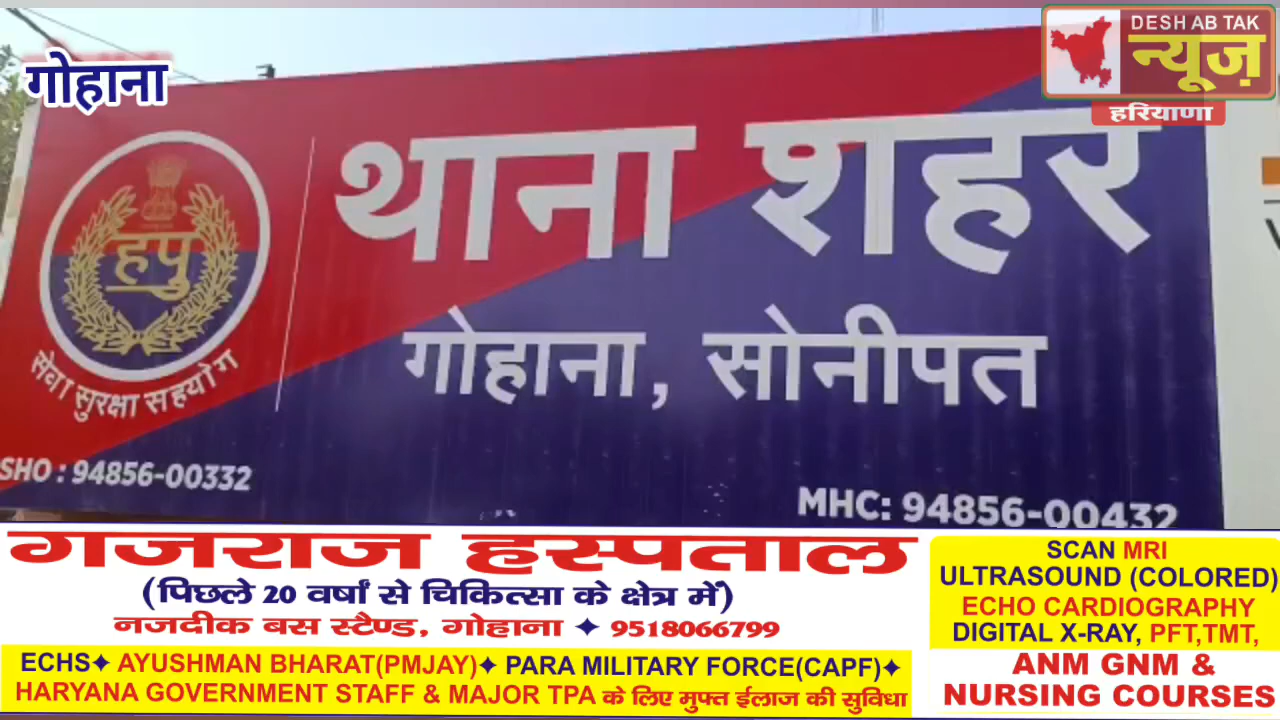 DESH AB TAK
न्यूज़
हरियाणा
गोहाना
थाना शहर
गोहाना, सोनीपत
हपु
सेवा सुरक्षा सहयोग
SHO : 94856-00332
MHC: 94856-00432
गजराज हस्पताल
(पिछले 20 वर्षों से चिकित्सा के क्षेत्र में)
नजदीक बस स्टैण्ड, गोहाना ✦ 9518066799
ECHS✦ AYUSHMAN BHARAT(PMJAY)✦ PARA MILITARY FORCE(CAPF)✦
HARYANA GOVERNMENT STAFF & MAJOR TPA के लिए मुफ्त ईलाज की सुविधा
SCAN MRI
ULTRASOUND (COLORED)
ECHO CARDIOGRAPHY
DIGITAL X-RAY, PFT,TMT,
ANM GNM &
NURSING COURSES